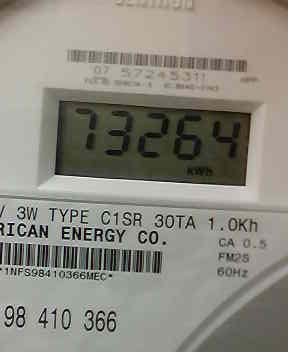 07 57245311
73264
kWh
V 3W TYPE C1SR 30TA 1.0Kh
RICAN ENERGY CO.
CA 0.5
FM2S
60Hz
*1NFS98410366MEC*
98 410 366